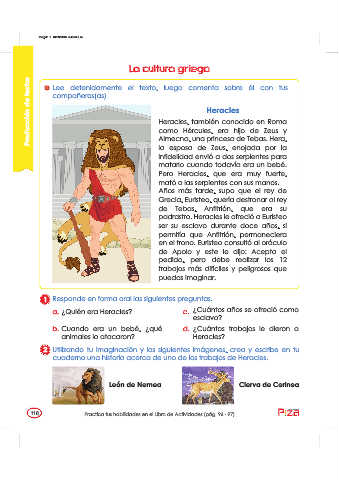 La cultura griega
Producción de texto
Lee detenidamente el texto, luego comenta sobre él con tus
compañeros(as)
Heracles
Heracles, también conocido en Roma
como Hércules, era hijo de Zeus y
Almecna, una princesa de Tebas. Hera,
la esposa de Zeus, enojada por la
infidelidad envió a dos serpientes para
matarlo cuando todavía era un bebé.
Pero Heracles, que era muy fuerte,
mató a las serpientes con sus manos.
Años más tarde, supo que el rey de
Grecia, Euristeo, quería destronar al rey
de Tebas, Anfitrión, que era su
padrastro. Heracles le ofreció a Euristeo
ser su esclavo durante doce años, si
permitía que Anfitrión, permaneciera
en el trono. Euristeo consultó al oráculo
de Apolo y este le dijo: Acepta el
pedido, pero debe realizar los 12
trabajos más difíciles y peligrosos que
puedas imaginar.
1 Responde en forma oral las siguientes preguntas.
a. ¿Quién era Heracles?
b. Cuando era un bebé, ¿qué
animales lo atacaron?
c. ¿Cuántos años se ofreció como
esclavo?
d. ¿Cuántos trabajos le dieron a
Heracles?
2 Utilizando tu imaginación y las siguientes imágenes, crea y escribe en tu
cuaderno una historia acerca de uno de los trabajos de Heracles.
León de Nemea
Cierva de Cerinea
110
Practica tus habilidades en el Libro de Actividades (pág. 96 - 97)